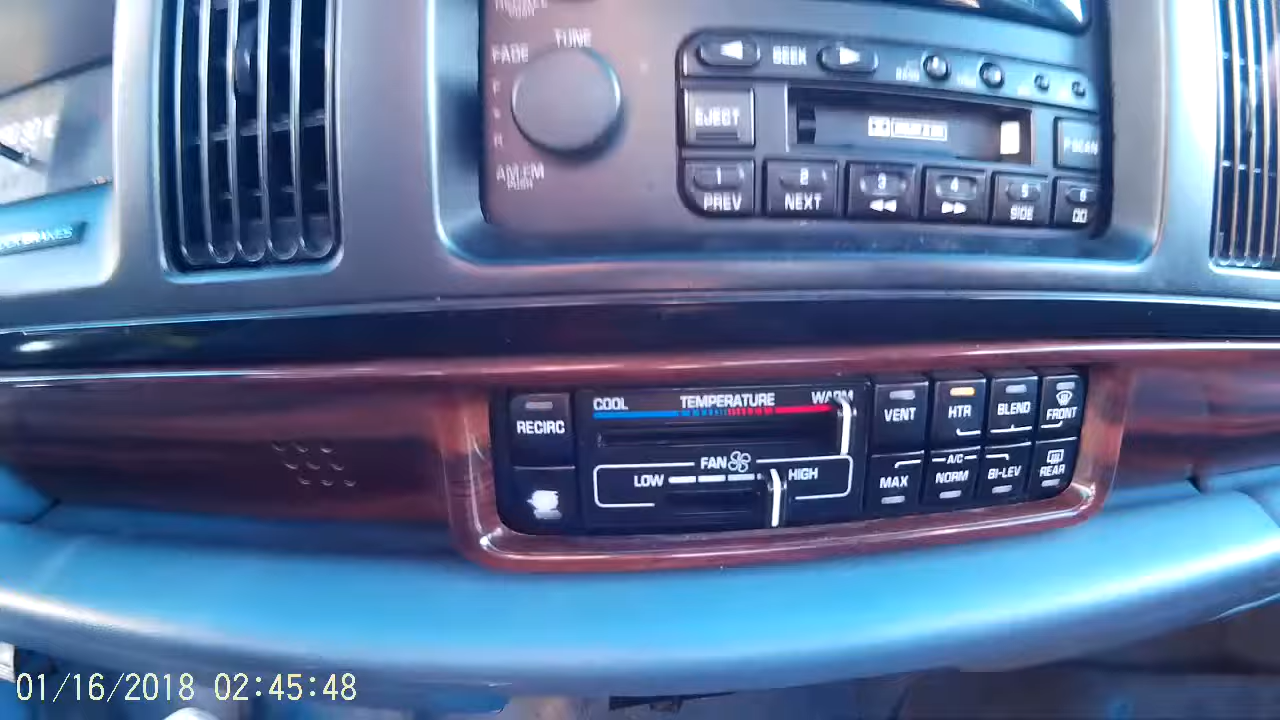 TUNE
FADE
SEEK
EJECT
AM.FM
PUSH
1 2 3 4 5 6
PREV NEXT SIDE
COOL TEMPERATURE WARM
RECIRC
FAN
LOW HIGH
VENT HTR BLEND FRONT
A/C
MAX NORM BI-LEV REAR
01/16/2018 02:45:48